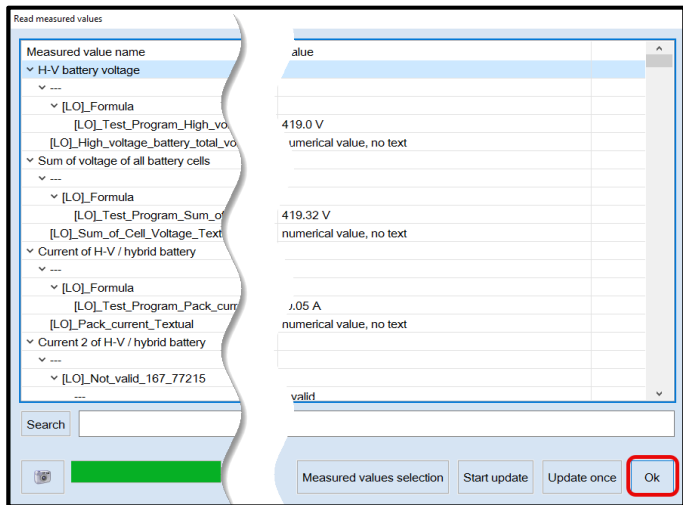 Read measured values
Measured value name alue
H-V battery voltage
---
[LO]_Formula
[LO]_Test_Program_High_vo 419.0 V
[LO]_High_voltage_battery_total_vo umerical value, no text
Sum of voltage of all battery cells
---
[LO]_Formula
[LO]_Test_Program_Sum_of 419.32 V
[LO]_Sum_of_Cell_Voltage_Text numerical value, no text
Current of H-V / hybrid battery
---
[LO]_Formula
[LO]_Test_Program_Pack_curr .05 A
[LO]_Pack_current_Textual numerical value, no text
Current 2 of H-V / hybrid battery
---
[LO]_Not_valid_167_77215
--- valid
Search
Measured values selection Start update Update once Ok